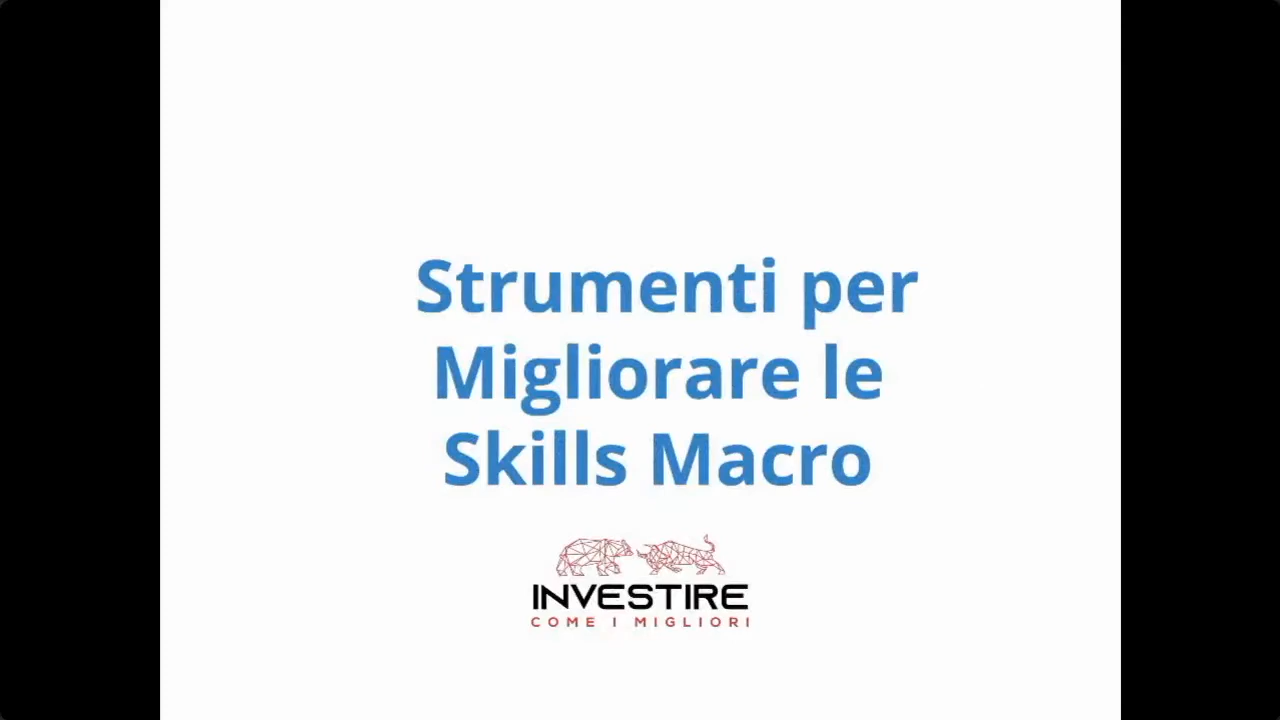 Strumenti per
Migliorare le
Skills Macro
INVESTIRE
COME I MIGLIORI